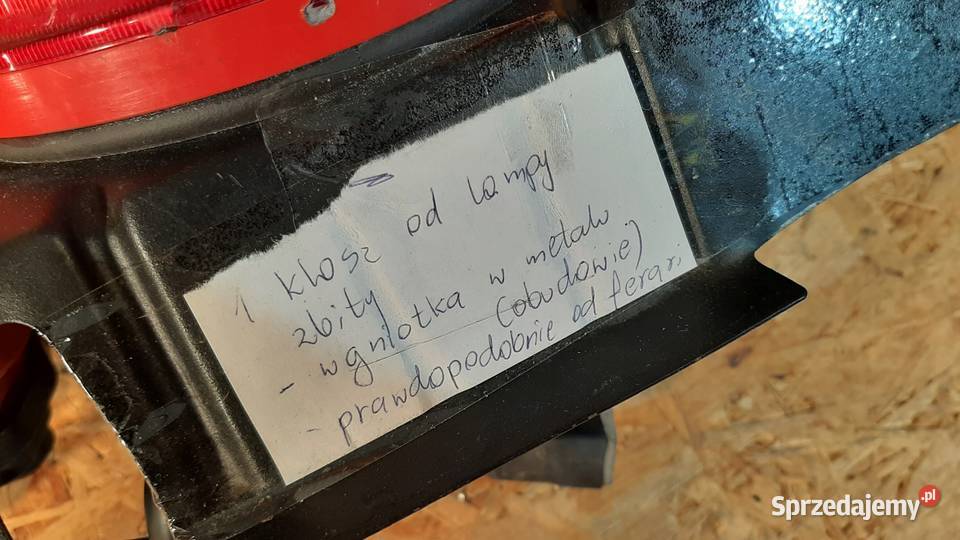 1 klosz od lampy
zbity
- wgniotka w metalu
(obudowie)
- prawdopodobnie od ferari
Sprzedajemy.pl